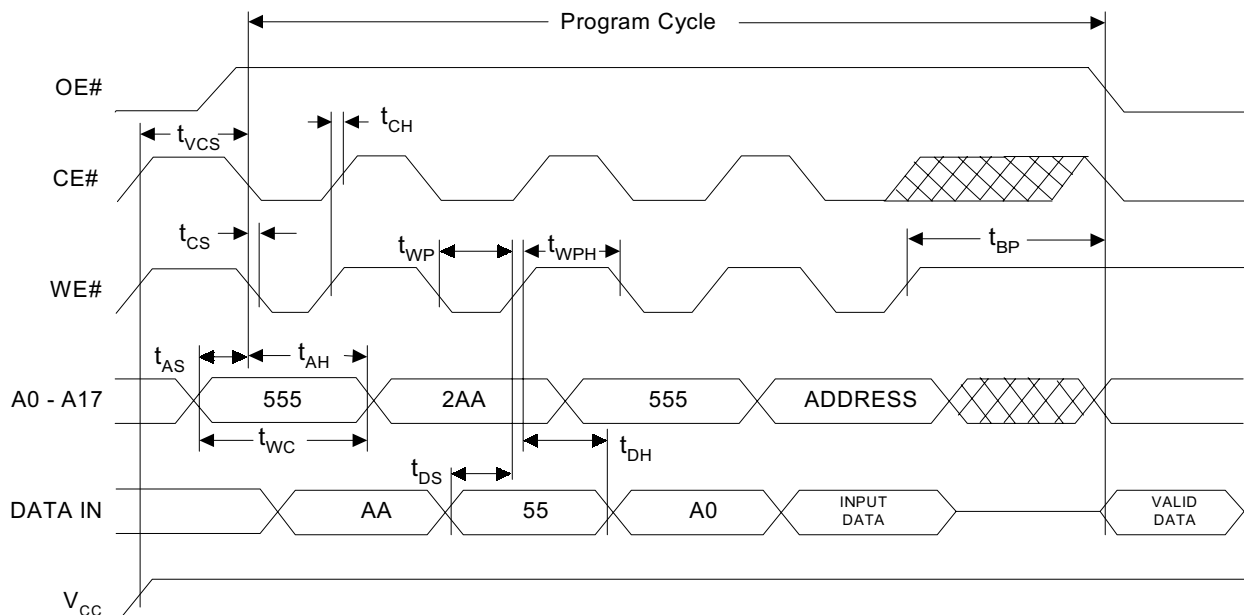 Program Cycle
OE#
tCH
tVCS
CE#
tCS
tWP
tWPH
tBP
WE#
tAS
tAH
A0 - A17
555
2AA
555
ADDRESS
tWC
tDH
tDS
DATA IN
AA
55
A0
INPUT
DATA
VALID
DATA
VCC